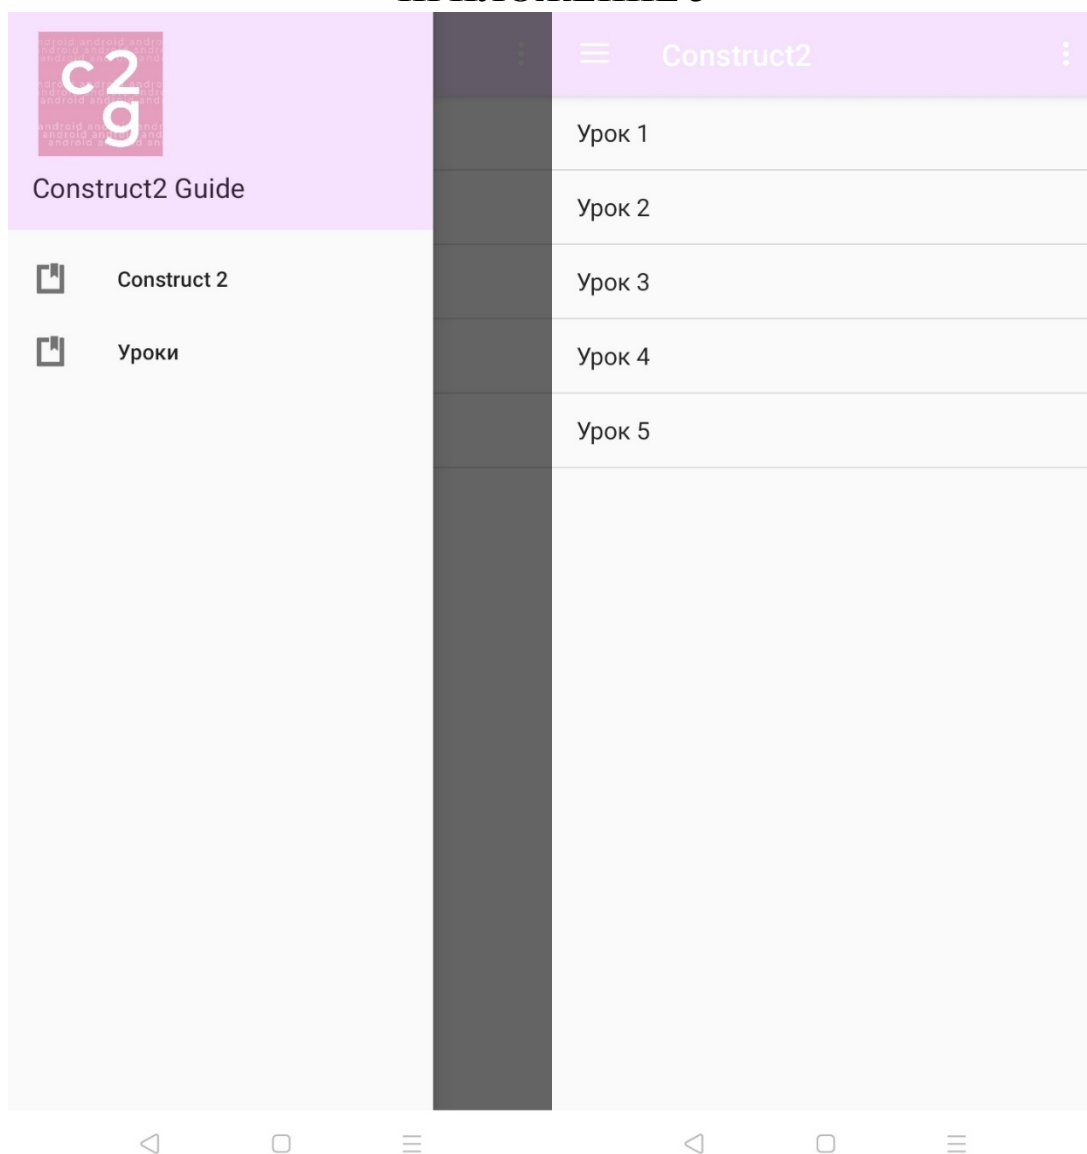 c2
g
Construct2 Guide
Construct 2
Уроки
Construct2
Урок 1
Урок 2
Урок 3
Урок 4
Урок 5